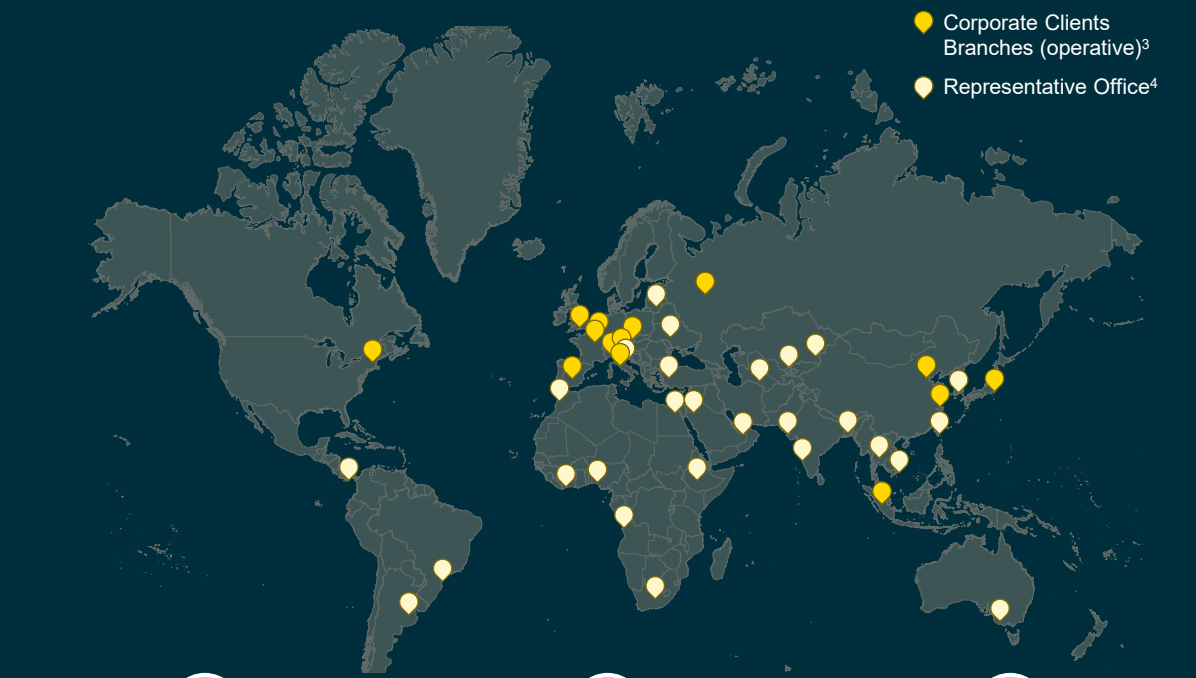 Corporate Clients
Branches (operative)³
Representative Office⁴